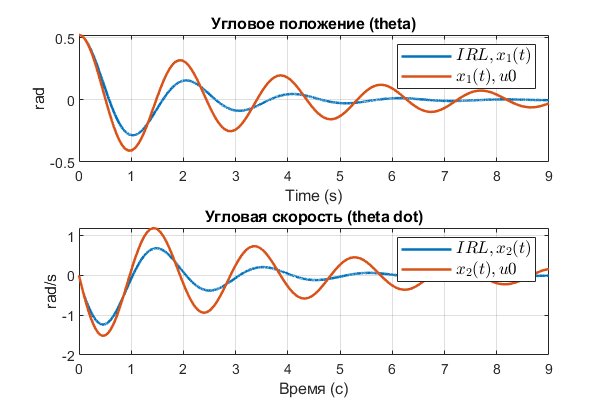 Угловое положение (theta)
0.5
0
-0.5
rad
IRL, x₁(t)
x₁(t), u0
0 1 2 3 4 5 6 7 8 9
Time (s)
Угловая скорость (theta dot)
1
0
-1
-2
rad/s
IRL, x₂(t)
x₂(t), u0
0 1 2 3 4 5 6 7 8 9
Время (с)